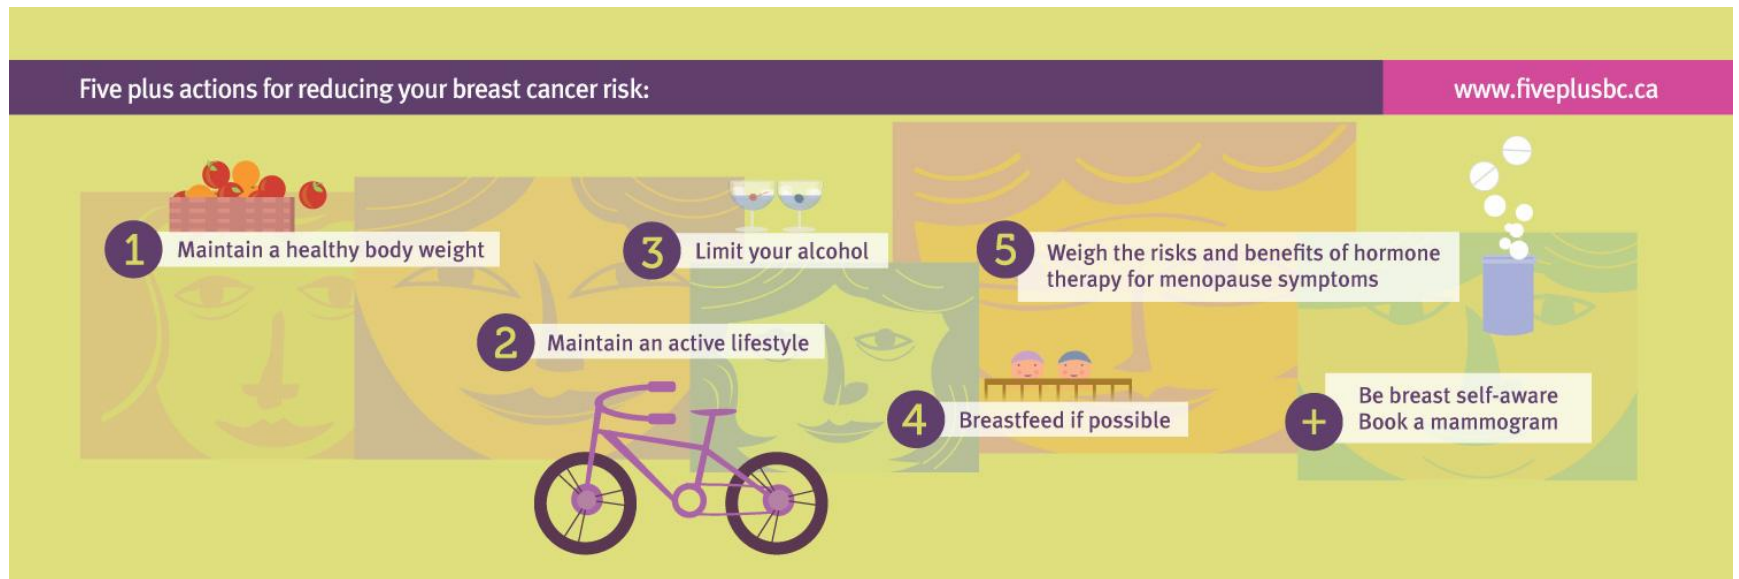 Five plus actions for reducing your breast cancer risk:
www.fiveplusbc.ca
1 Maintain a healthy body weight
2 Maintain an active lifestyle
3 Limit your alcohol
4 Breastfeed if possible
5 Weigh the risks and benefits of hormone
therapy for menopause symptoms
+ Be breast self-aware
Book a mammogram